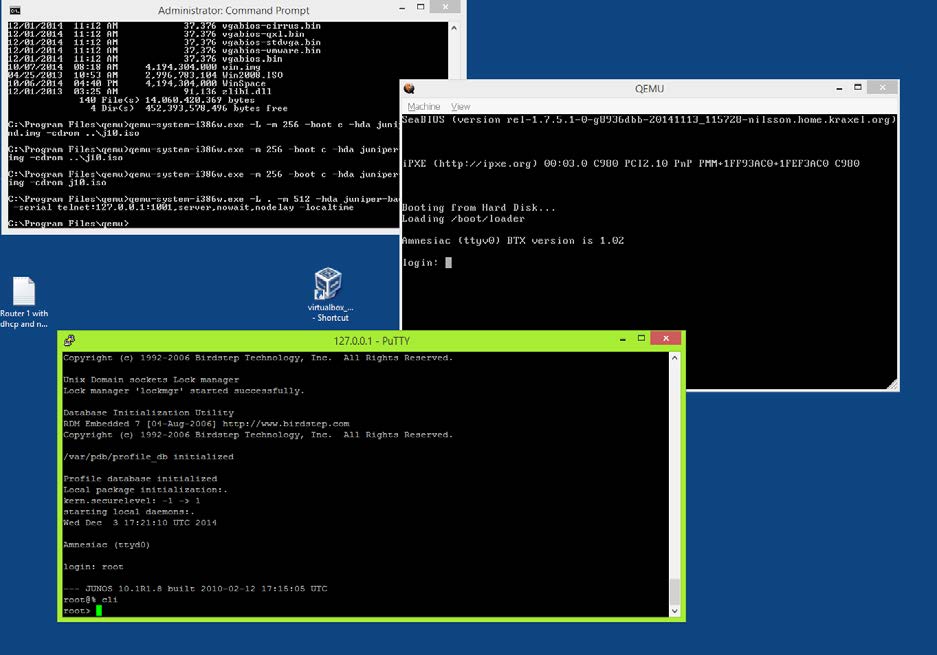 Administrator: Command Prompt
12/01/2014  11:12 AM            37,376 vgabios-cirrus.bin
12/01/2014  11:12 AM            37,376 vgabios-qxl.bin
12/01/2014  11:12 AM            37,376 vgabios-stdvga.bin
12/01/2014  11:12 AM            37,376 vgabios-vmware.bin
12/01/2014  11:12 AM            37,376 vgabios.bin
10/07/2014  08:18 AM     4,194,304,000 win.img
04/25/2013  10:53 AM     2,996,783,104 Win2008.ISO
10/06/2014  04:40 PM     4,194,304,000 WinSpace
12/01/2013  03:25 AM            91,136 zlib1.dll
140 File(s) 14,060,420,369 bytes
4 Dir(s)  452,393,578,496 bytes free
C:\Program Files\qemu>qemu-system-i386w.exe -L -m 256 -boot c -hda juni
nd.img -cdrom ..\j10.iso
C:\Program Files\qemu>qemu-system-i386w.exe -m 256 -boot c -hda juniper-
img -cdrom ..\j10.iso
C:\Program Files\qemu>qemu-system-i386w.exe -m 256 -boot c -hda juniper-
img -cdrom j10.iso
C:\Program Files\qemu>qemu-system-i386w.exe -L . -m 512 -hda juniper-ba
-serial telnet:127.0.0.1:1001,server,nowait,nodelay -localtime
C:\Program Files\qemu>
QEMU
Machine View
SeaBIOS (version rel-1.7.5.1-0-g8936dbb-20141113_115728-nilsson.home.kraxel.org)
iPXE (http://ipxe.org) 00:03.0 C980 PCI2.10 PnP PMM+1FF93AC0+1FEF3AC0 C980
Booting from Hard Disk...
Loading /boot/loader
Amnesiac (ttyv0) BTX version is 1.02
login:
Router 1 with
dhcp and n...
virtualbox_...
- Shortcut
127.0.0.1 - PuTTY
Copyright (c) 1992-2006 Birdstep Technology, Inc.  All Rights Reserved.
Unix Domain sockets Lock manager
Lock manager 'lockmgr' started successfully.
Database Initialization Utility
RDM Embedded 7 [04-Aug-2006] http://www.birdstep.com
Copyright (c) 1992-2006 Birdstep Technology, Inc.  All Rights Reserved.
/var/pdb/profile_db initialized
Profile database initialized
Local package initialization:.
kern.securelevel: -1 -> 1
starting local daemons:.
Wed Dec  3 17:21:10 UTC 2014
Amnesiac (ttyd0)
login: root
--- JUNOS 10.1R1.8 built 2010-02-12 17:15:05 UTC
root@% cli
root>